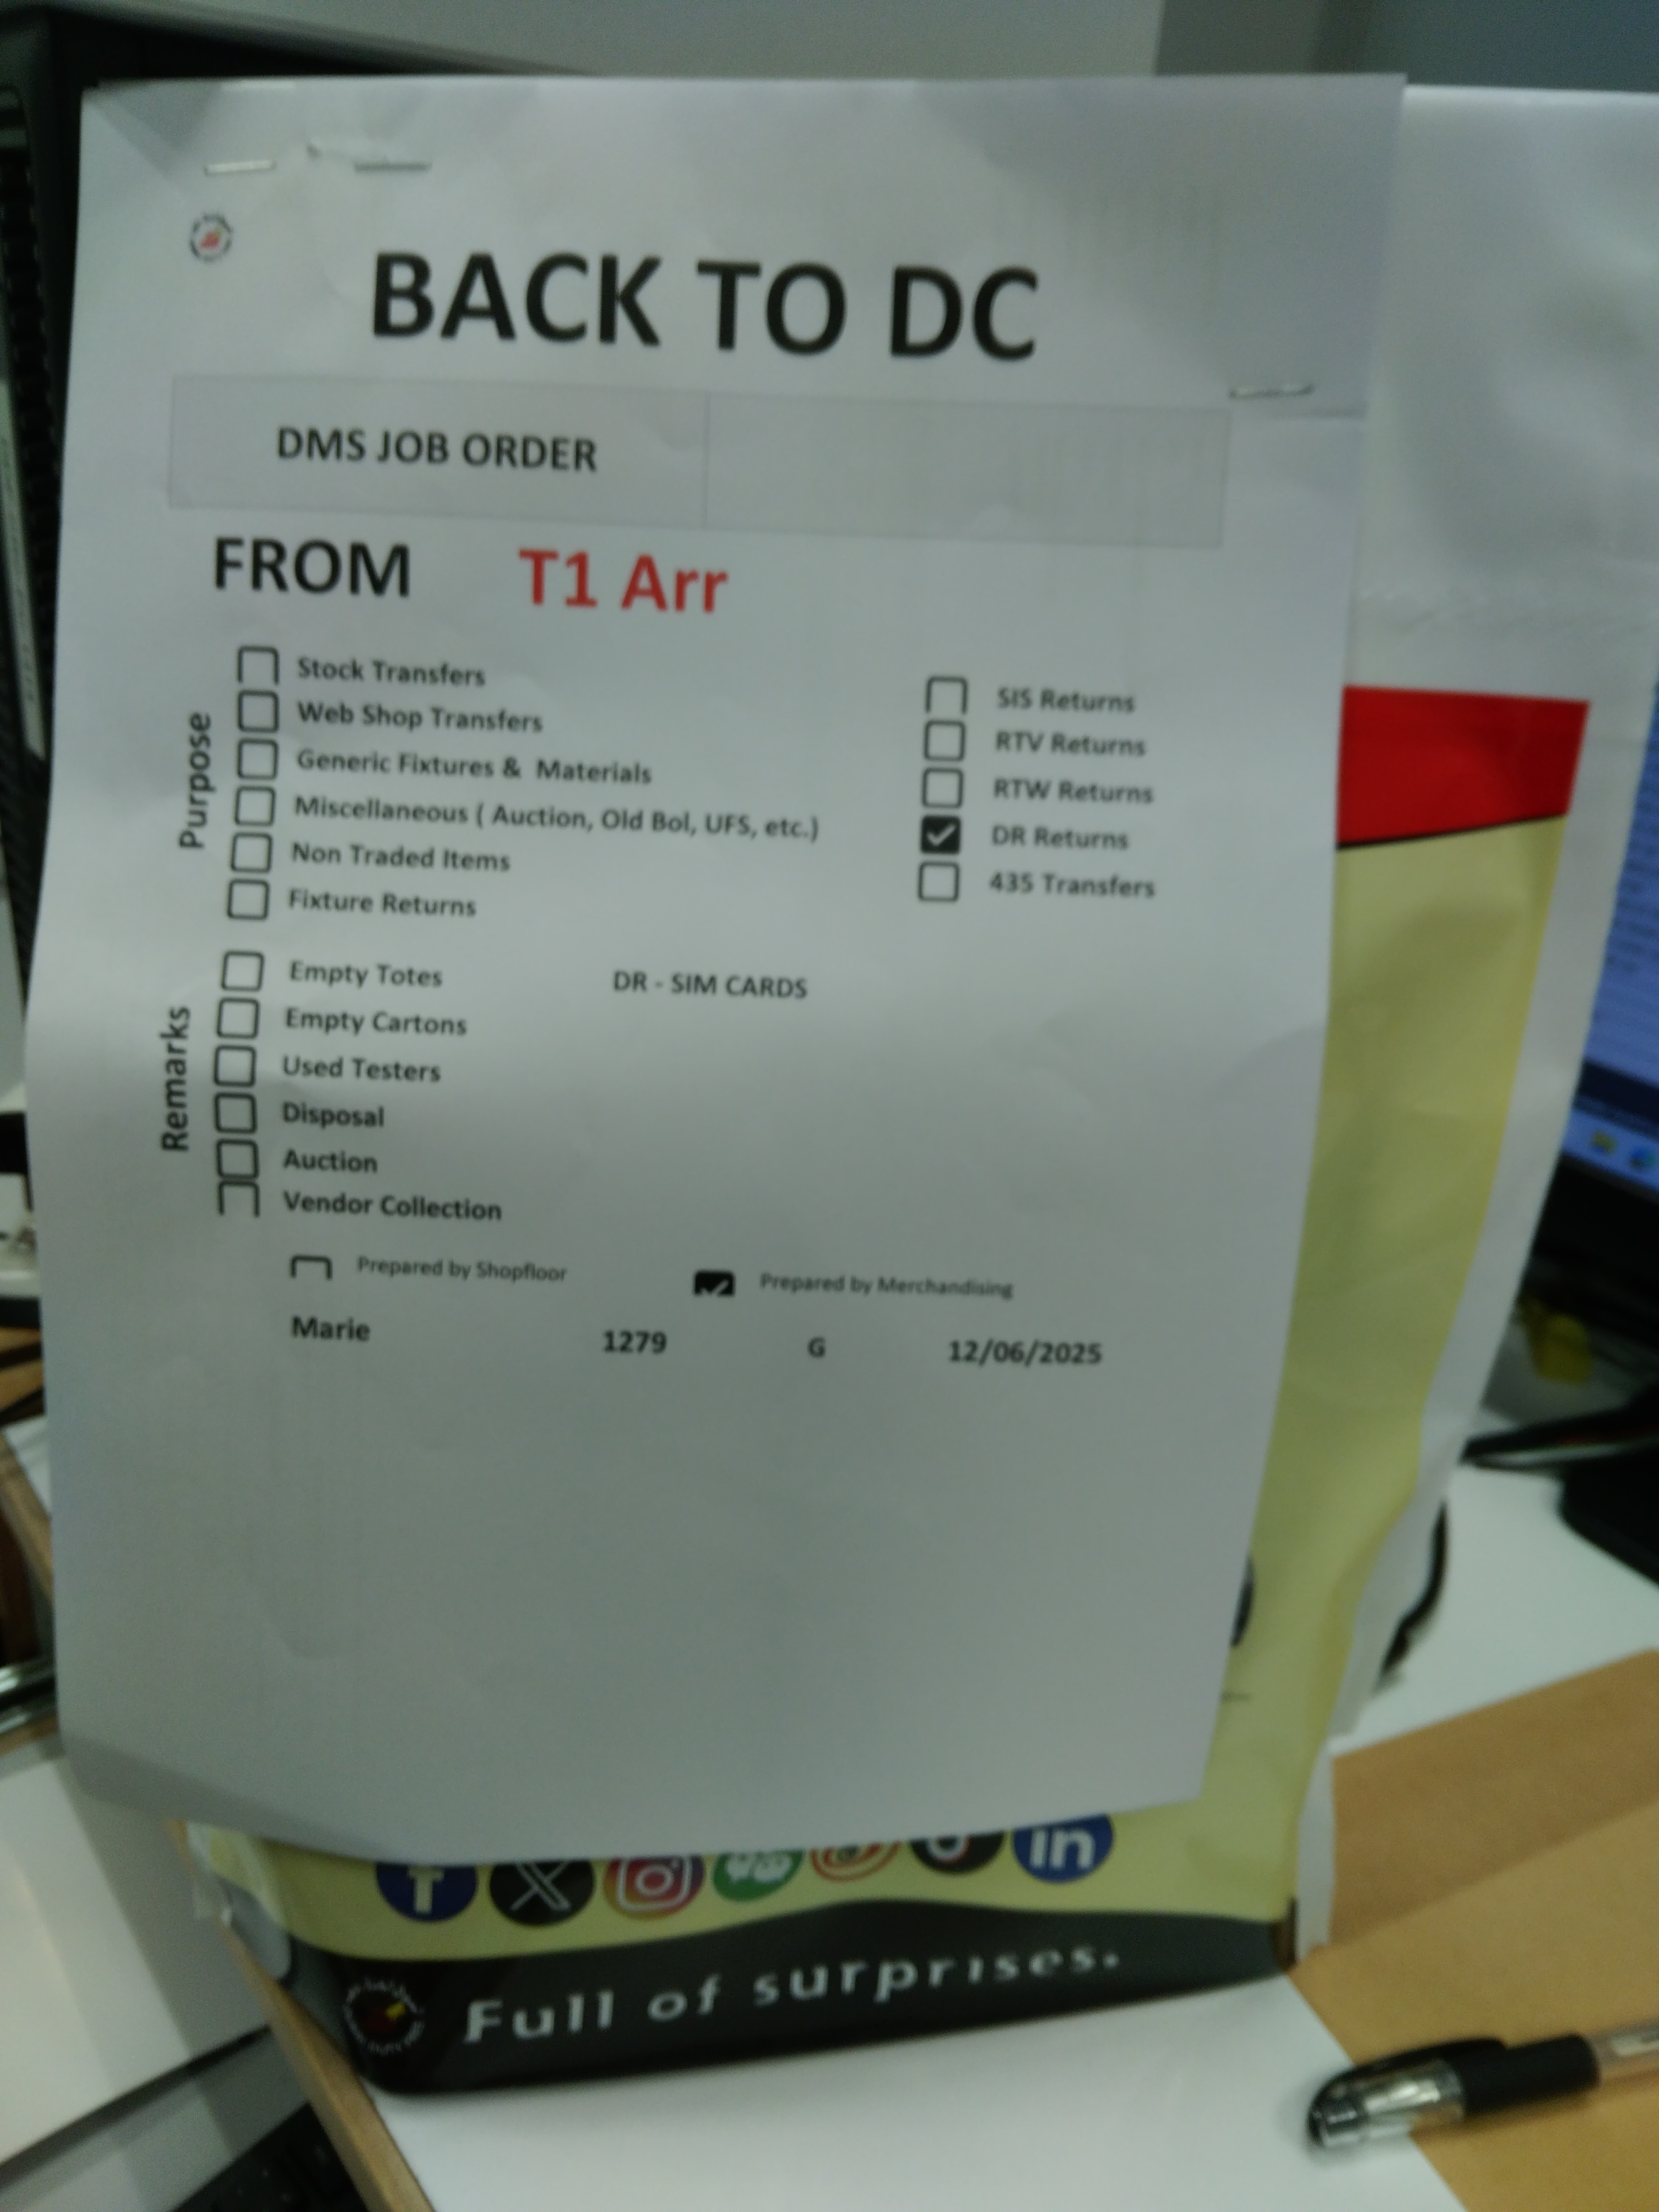 BACK TO DC
DMS JOB ORDER
FROM T1 Arr
Purpose
Stock Transfers
Web Shop Transfers
Generic Fixtures & Materials
Miscellaneous ( Auction, Old Bol, UFS, etc.)
Non Traded Items
Fixture Returns
SIS Returns
RTV Returns
RTW Returns
DR Returns
435 Transfers
Remarks
Empty Totes DR - SIM CARDS
Empty Cartons
Used Testers
Disposal
Auction
Vendor Collection
Prepared by Shopfloor Prepared by Merchandising
Marie 1279 G 12/06/2025
f X in
Full of surprises.